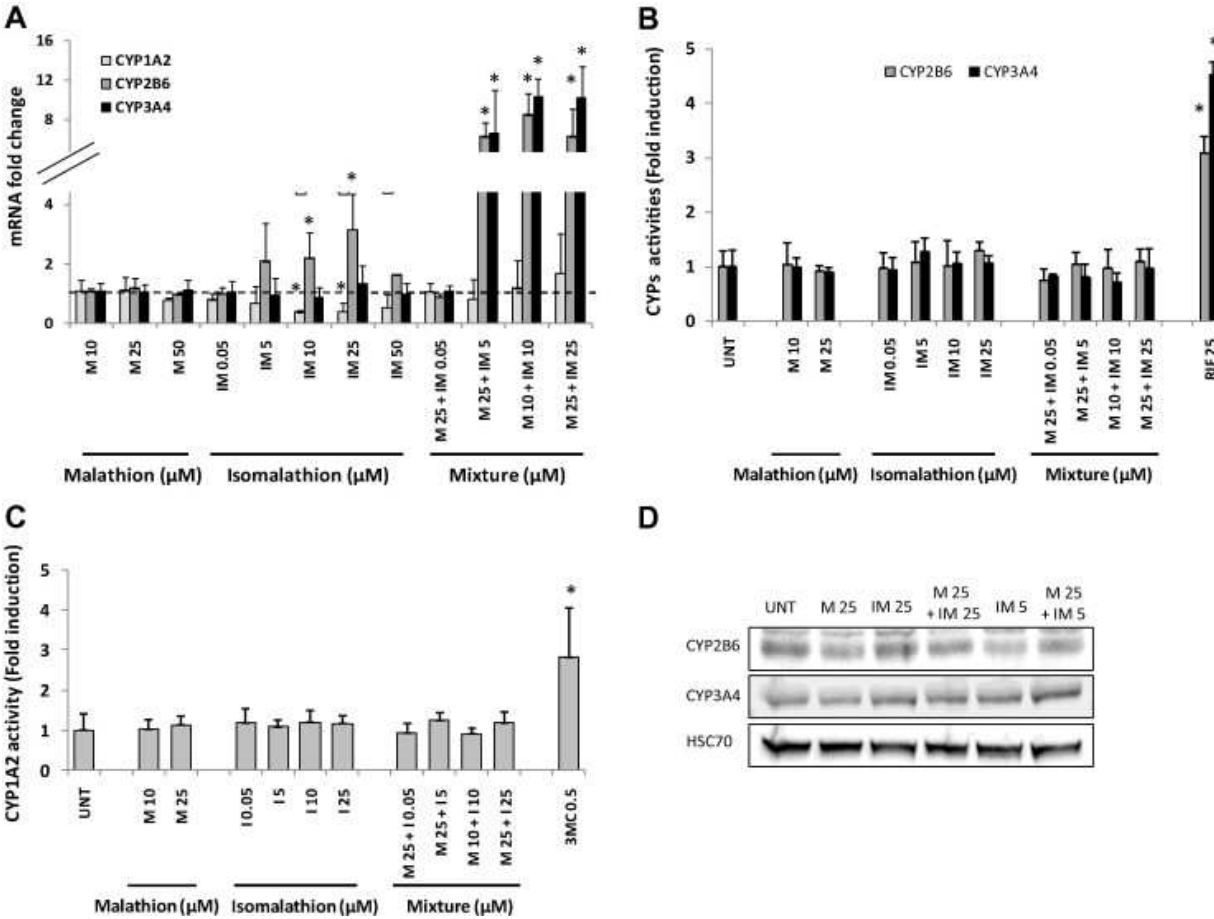 A
mRNA fold change
16
12
8
4
2
0
CYP1A2
CYP2B6
CYP3A4
* * * * * *
* *
* *
M 10
M 25
M 50
IM 0.05
IM 5
IM 10
IM 25
IM 50
M 25 + IM 0.05
M 25 + IM 5
M 10 + IM 10
M 25 + IM 25
Malathion (µM) Isomalathion (µM) Mixture (µM)
B
CYPs activities (Fold induction)
5
4
3
2
1
0
CYP2B6 CYP3A4
*
*
UNT
M 10
M 25
IM 0.05
IM 5
IM 10
IM 25
M 25 + IM 0.05
M 25 + IM 5
M 10 + IM 10
M 25 + IM 25
RIF 25
Malathion (µM) Isomalathion (µM) Mixture (µM)
C
CYP1A2 activity (Fold induction)
5
4
3
2
1
0
*
UNT
M 10
M 25
I 0.05
I 5
I 10
I 25
M 25 + I 0.05
M 25 + I 5
M 10 + I 10
M 25 + I 25
3MC 0.5
Malathion (µM) Isomalathion (µM) Mixture (µM)
D
UNT M 25 IM 25 M 25 + IM 25 IM 5 M 25 + IM 5
CYP2B6
CYP3A4
HSC70